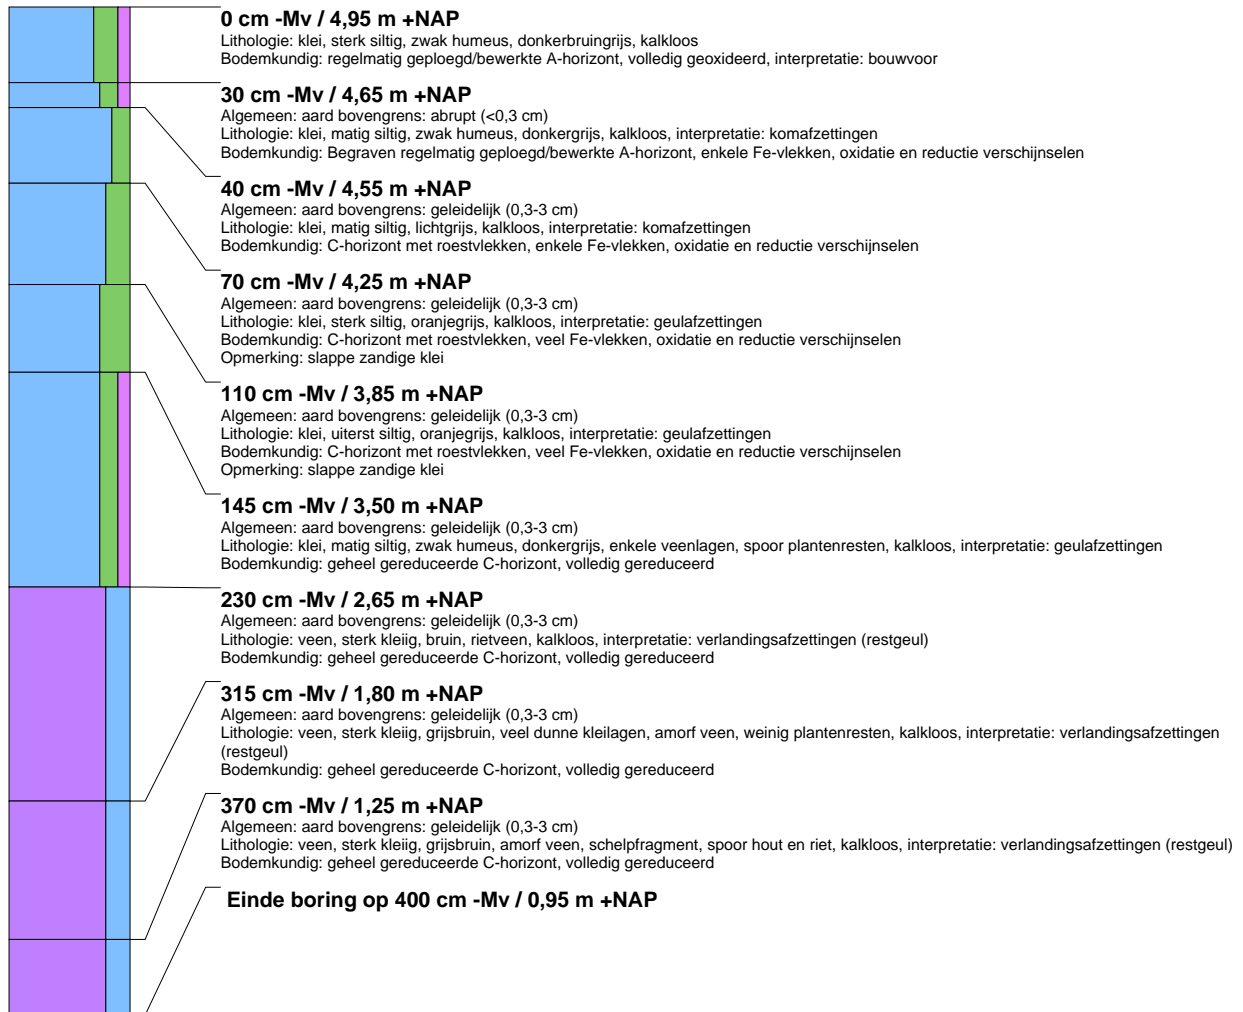 0 cm -Mv / 4,95 m +NAP
Lithologie: klei, sterk siltig, zwak humeus, donkerbruingrijs, kalkloos
Bodemkundig: regelmatig geploegd/bewerkte A-horizont, volledig geoxideerd, interpretatie: bouwvoor
30 cm -Mv / 4,65 m +NAP
Algemeen: aard bovengrens: abrupt (<0,3 cm)
Lithologie: klei, matig siltig, zwak humeus, donkergrijs, kalkloos, interpretatie: komafzettingen
Bodemkundig: Begraven regelmatig geploegd/bewerkte A-horizont, enkele Fe-vlekken, oxidatie en reductie verschijnselen
40 cm -Mv / 4,55 m +NAP
Algemeen: aard bovengrens: geleidelijk (0,3-3 cm)
Lithologie: klei, matig siltig, lichtgrijs, kalkloos, interpretatie: komafzettingen
Bodemkundig: C-horizont met roestvlekken, enkele Fe-vlekken, oxidatie en reductie verschijnselen
70 cm -Mv / 4,25 m +NAP
Algemeen: aard bovengrens: geleidelijk (0,3-3 cm)
Lithologie: klei, sterk siltig, oranjegrijs, kalkloos, interpretatie: geulafzettingen
Bodemkundig: C-horizont met roestvlekken, veel Fe-vlekken, oxidatie en reductie verschijnselen
Opmerking: slappe zandige klei
110 cm -Mv / 3,85 m +NAP
Algemeen: aard bovengrens: geleidelijk (0,3-3 cm)
Lithologie: klei, uiterst siltig, oranjegrijs, kalkloos, interpretatie: geulafzettingen
Bodemkundig: C-horizont met roestvlekken, veel Fe-vlekken, oxidatie en reductie verschijnselen
Opmerking: slappe zandige klei
145 cm -Mv / 3,50 m +NAP
Algemeen: aard bovengrens: geleidelijk (0,3-3 cm)
Lithologie: klei, matig siltig, zwak humeus, donkergrijs, enkele veenlagen, spoor plantenresten, kalkloos, interpretatie: geulafzettingen
Bodemkundig: geheel gereduceerde C-horizont, volledig gereduceerd
230 cm -Mv / 2,65 m +NAP
Algemeen: aard bovengrens: geleidelijk (0,3-3 cm)
Lithologie: veen, sterk kleiig, bruin, rietveen, kalkloos, interpretatie: verlandingsafzettingen (restgeul)
Bodemkundig: geheel gereduceerde C-horizont, volledig gereduceerd
315 cm -Mv / 1,80 m +NAP
Algemeen: aard bovengrens: geleidelijk (0,3-3 cm)
Lithologie: veen, sterk kleiig, grijsbruin, veel dunne kleilagen, amorf veen, weinig plantenresten, kalkloos, interpretatie: verlandingsafzettingen
(restgeul)
Bodemkundig: geheel gereduceerde C-horizont, volledig gereduceerd
370 cm -Mv / 1,25 m +NAP
Algemeen: aard bovengrens: geleidelijk (0,3-3 cm)
Lithologie: veen, sterk kleiig, grijsbruin, amorf veen, schelpfragment, spoor hout en riet, kalkloos, interpretatie: verlandingsafzettingen (restgeul)
Bodemkundig: geheel gereduceerde C-horizont, volledig gereduceerd
Einde boring op 400 cm -Mv / 0,95 m +NAP